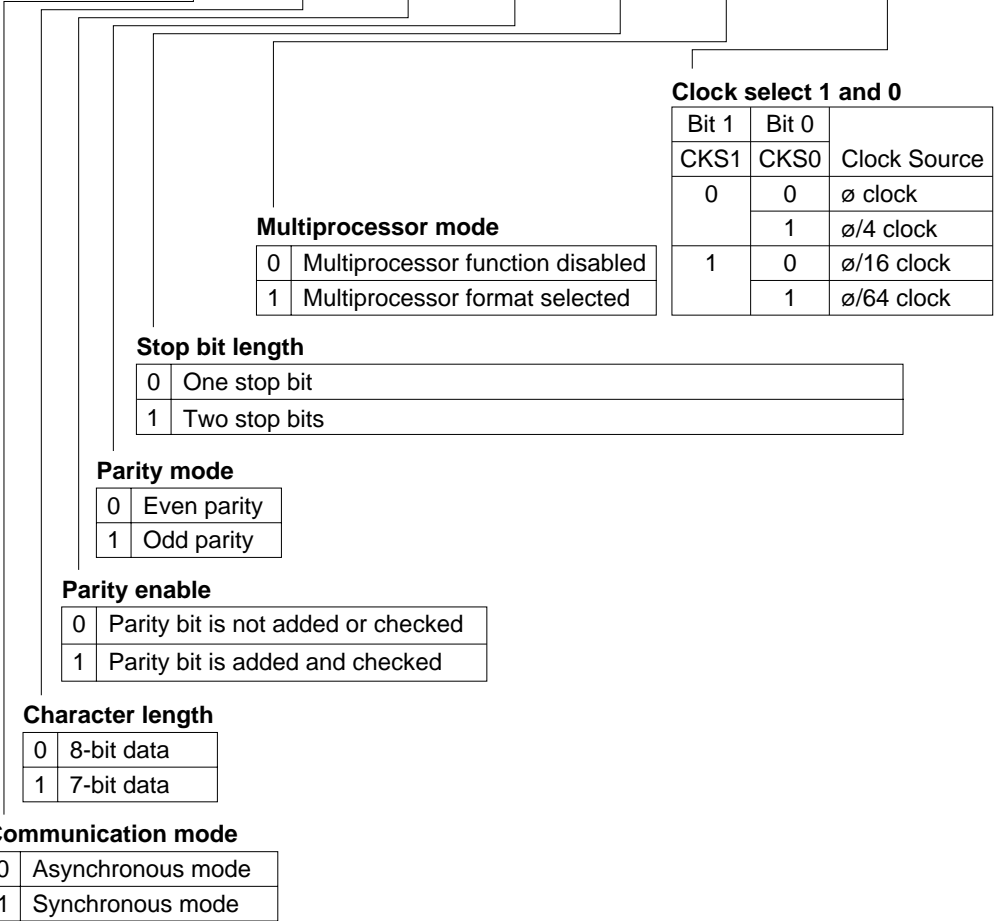 Clock select 1 and 0
Bit 1 Bit 0
CKS1 CKS0 Clock Source
0 0 ø clock
1 ø/4 clock
1 0 ø/16 clock
1 ø/64 clock
Multiprocessor mode
0 Multiprocessor function disabled
1 Multiprocessor format selected
Stop bit length
0 One stop bit
1 Two stop bits
Parity mode
0 Even parity
1 Odd parity
Parity enable
0 Parity bit is not added or checked
1 Parity bit is added and checked
Character length
0 8-bit data
1 7-bit data
Communication mode
0 Asynchronous mode
1 Synchronous mode